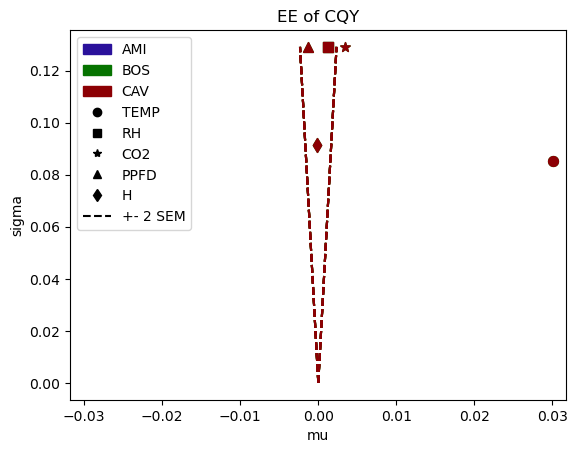 EE of CQY
AMI
BOS
CAV
TEMP
RH
CO2
PPFD
H
+- 2 SEM
sigma
0.12
0.10
0.08
0.06
0.04
0.02
0.00
−0.03 −0.02 −0.01 0.00 0.01 0.02 0.03
mu